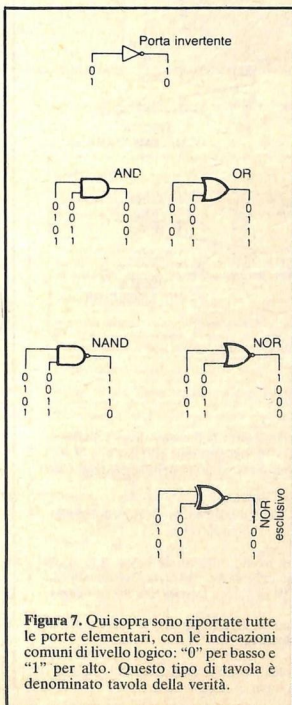 Porta invertente
0 1
1 0
AND OR
0 0 0 0 0 0
1 0 0 1 0 1
0 1 0 0 1 1
1 1 1 1 1 1
NAND NOR
0 0 1 0 0 1
1 0 1 1 0 0
0 1 1 0 1 0
1 1 0 1 1 0
NOR
esclusivo
0 0 1
1 0 0
0 1 0
1 1 1
Figura 7. Qui sopra sono riportate tutte
le porte elementari, con le indicazioni
comuni di livello logico: “0” per basso e
“1” per alto. Questo tipo di tavola è
denominato tavola della verità.